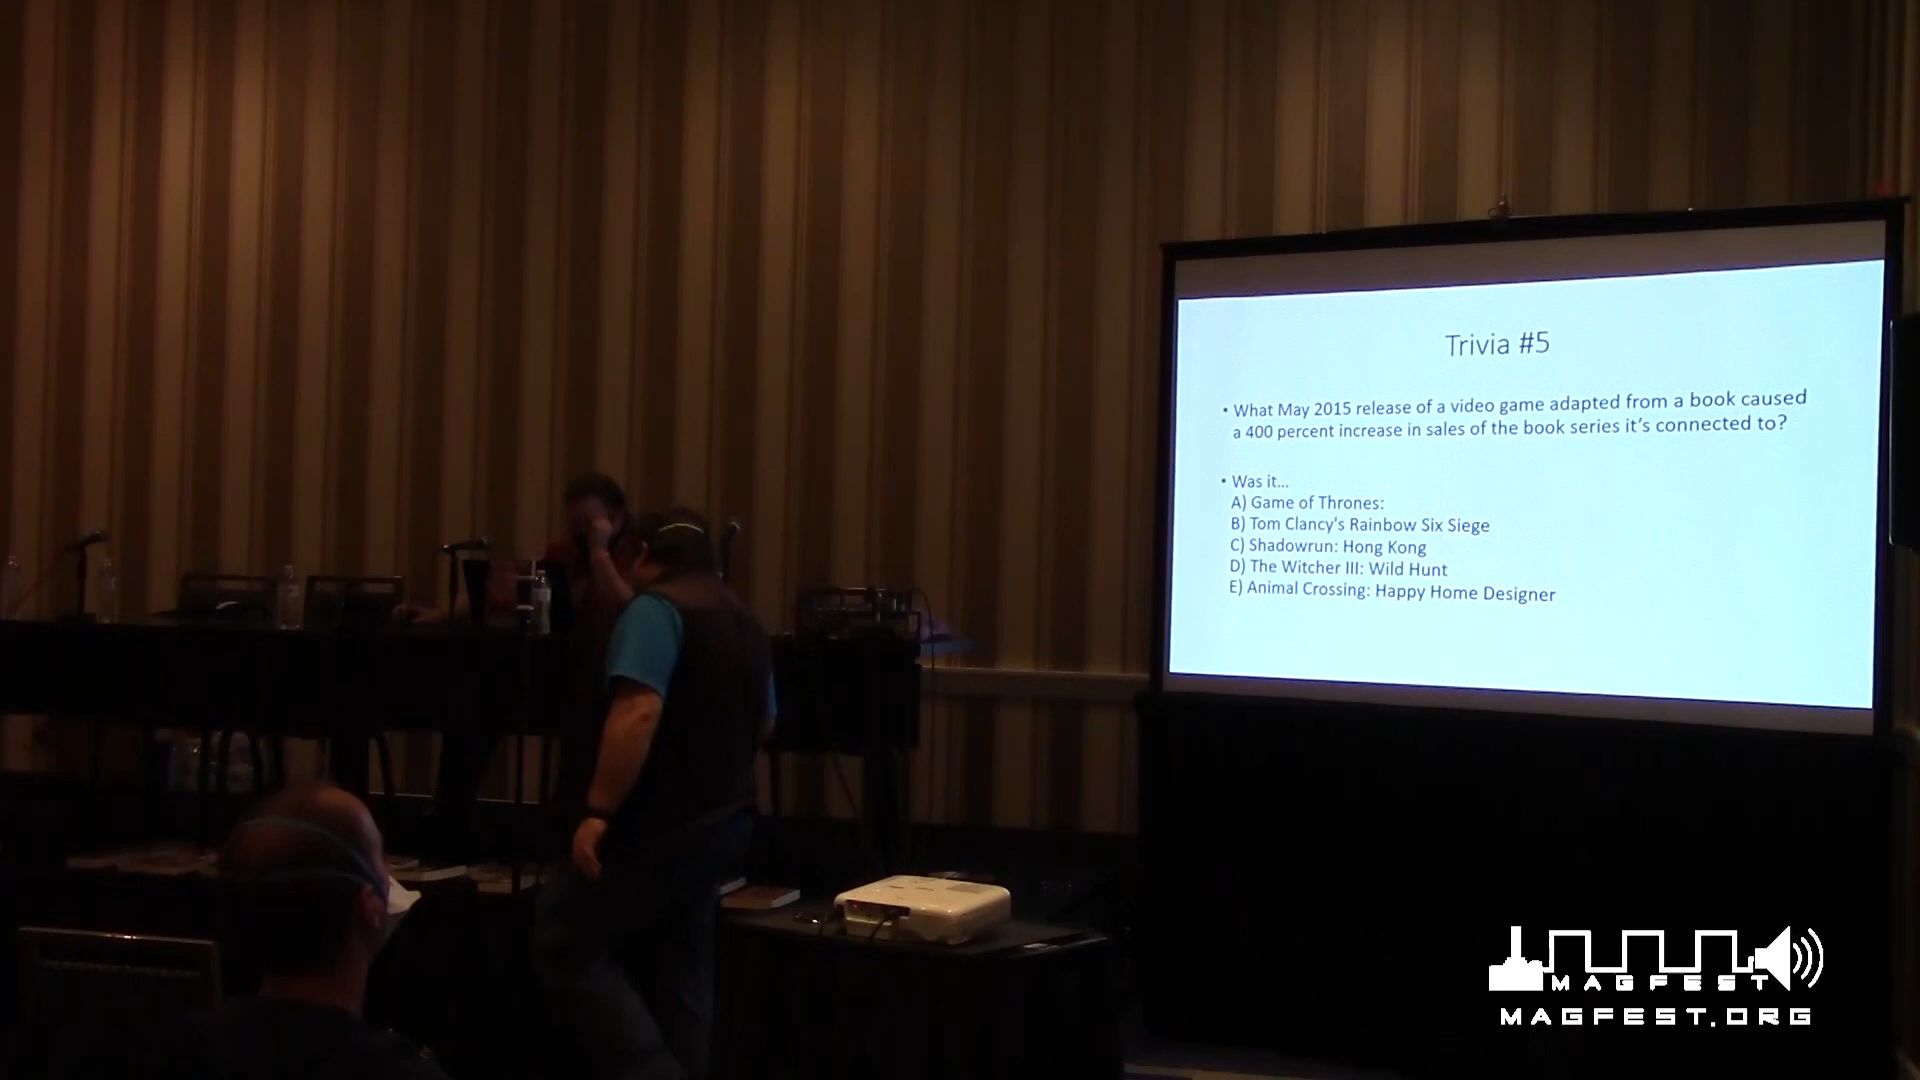 Trivia #5
• What May 2015 release of a video game adapted from a book caused
a 400 percent increase in sales of the book series it's connected to?
• Was it...
A) Game of Thrones:
B) Tom Clancy's Rainbow Six Siege
C) Shadowrun: Hong Kong
D) The Witcher III: Wild Hunt
E) Animal Crossing: Happy Home Designer
MAGFEST
MAGFEST.ORG